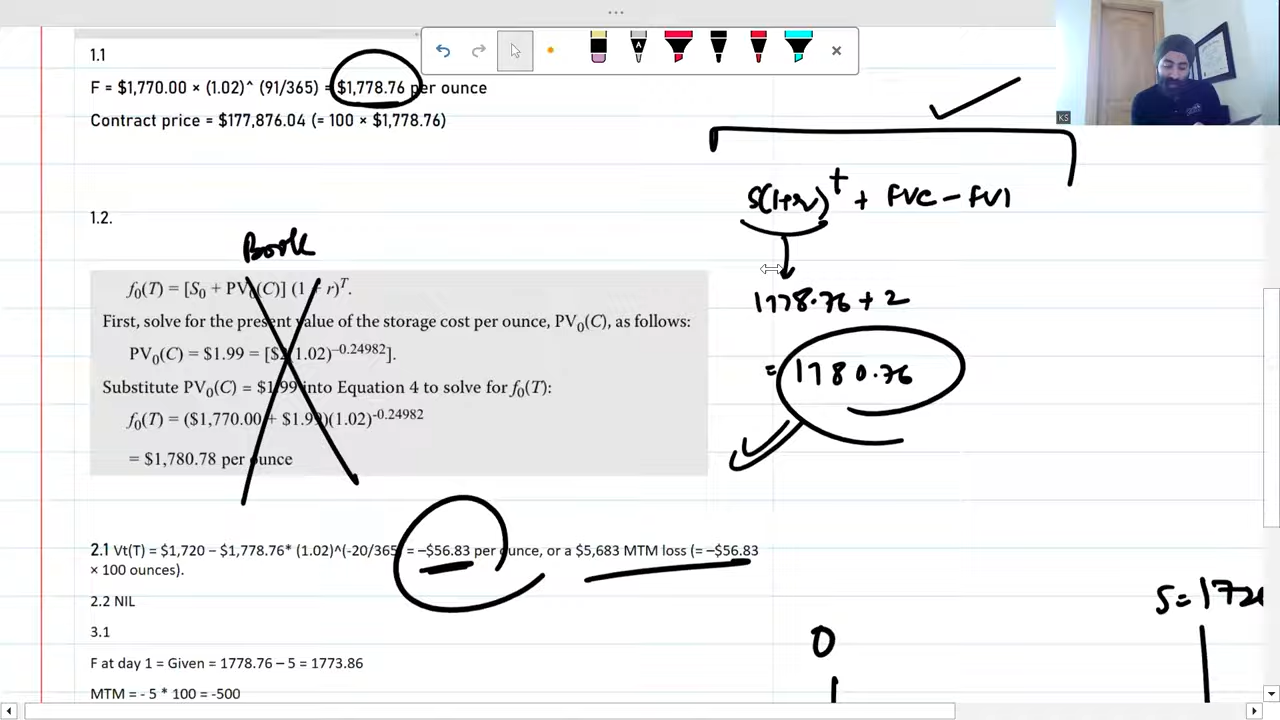 1.1
F = $1,770.00 × (1.02)^ (91/365) = $1,778.76 per ounce
Contract price = $177,876.04 (= 100 × $1,778.76)
KS
S(1+r)^t + FVC – FVI
1.2.
Book
f₀(T) = [S₀ + PV₀(C)] (1 + r)ᵀ.
1778.76 + 2
First, solve for the present value of the storage cost per ounce, PV₀(C), as follows:
PV₀(C) = $1.99 = [$2(1.02)^–0.24982].
= 1780.76
Substitute PV₀(C) = $1.99 into Equation 4 to solve for f₀(T):
f₀(T) = ($1,770.00 + $1.99)(1.02)^-0.24982
= $1,780.78 per ounce
2.1 Vt(T) = $1,720 – $1,778.76* (1.02)^(-20/365) = –$56.83 per ounce, or a $5,683 MTM loss (= –$56.83
× 100 ounces).
2.2 NIL
S = 1720
3.1
0
F at day 1 = Given = 1778.76 – 5 = 1773.86
MTM = - 5 * 100 = -500